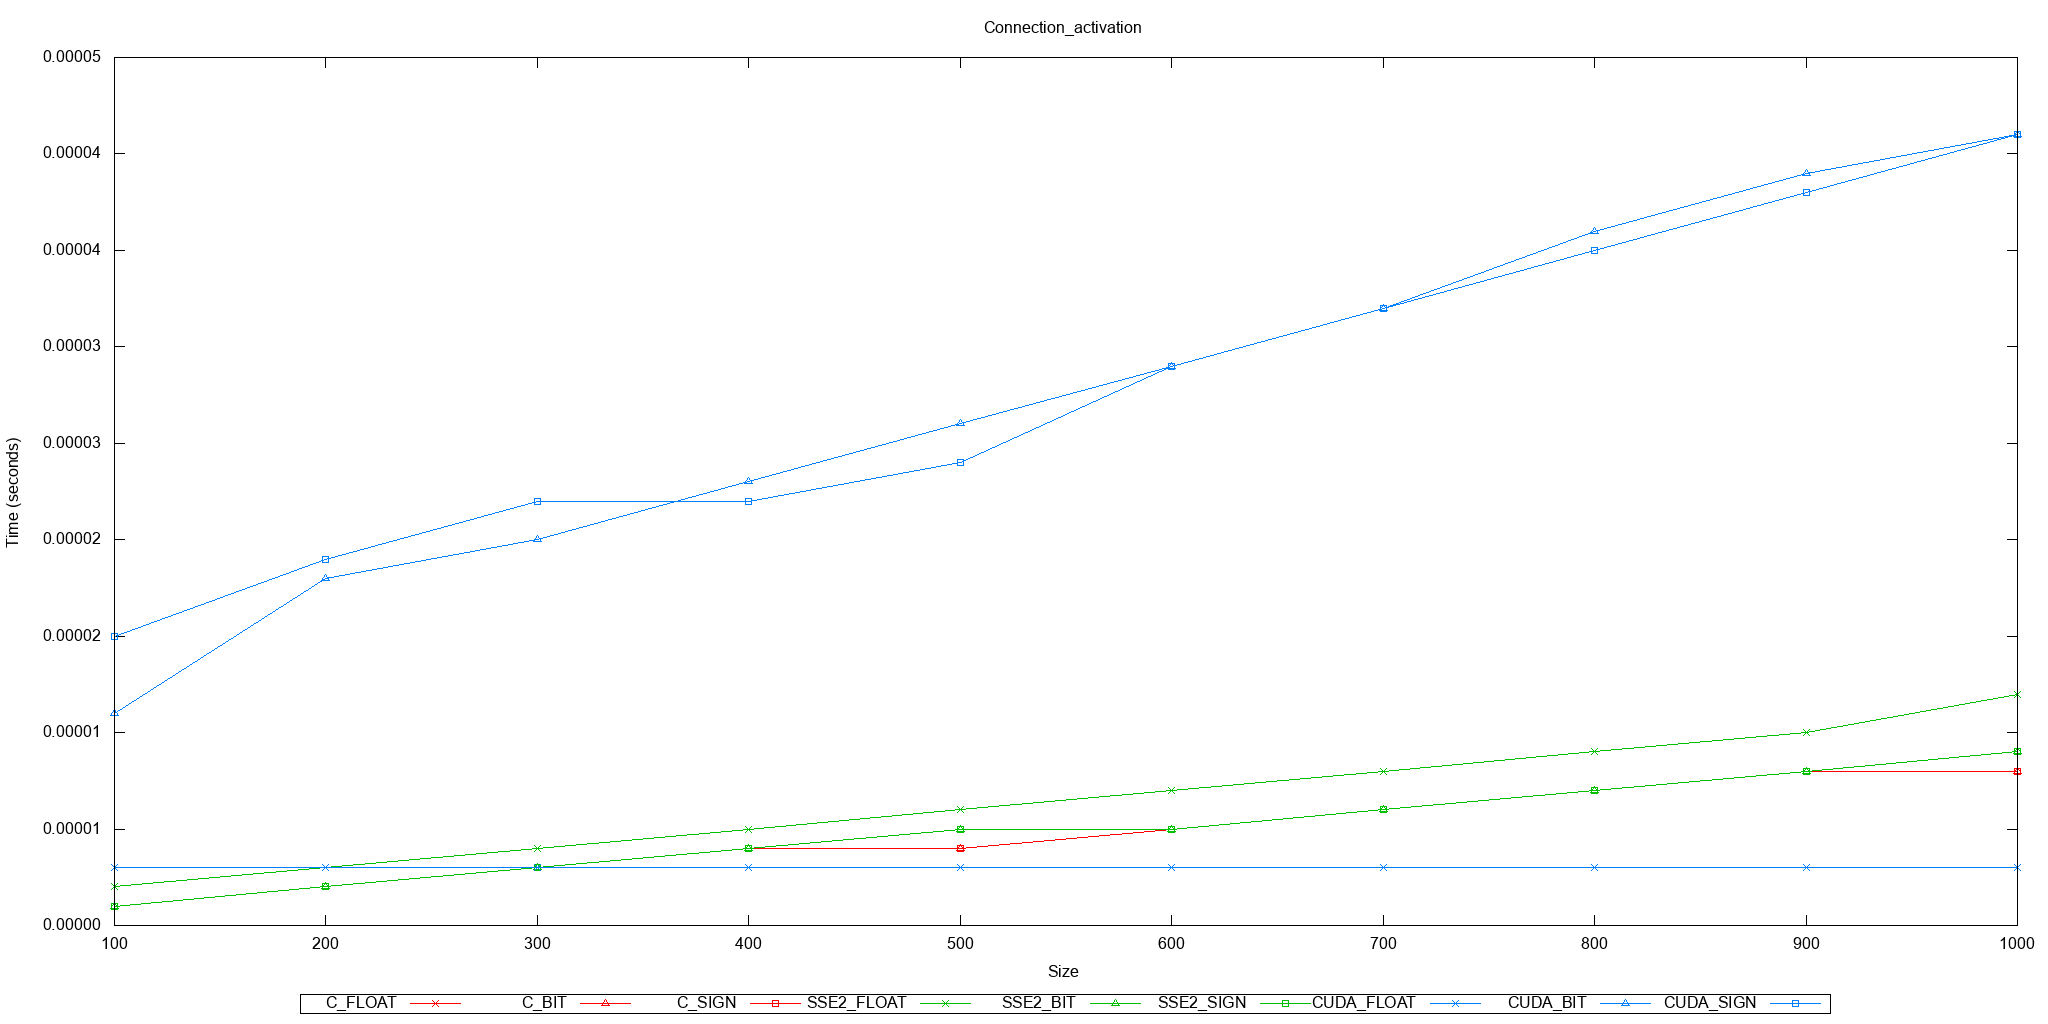 Connection_activation
0.00005
0.00004
0.00004
0.00003
0.00003
0.00002
0.00002
0.00001
0.00001
0.00000
Time (seconds)
100 200 300 400 500 600 700 800 900 1000
Size
C_FLOAT C_BIT C_SIGN SSE2_FLOAT SSE2_BIT SSE2_SIGN CUDA_FLOAT CUDA_BIT CUDA_SIGN